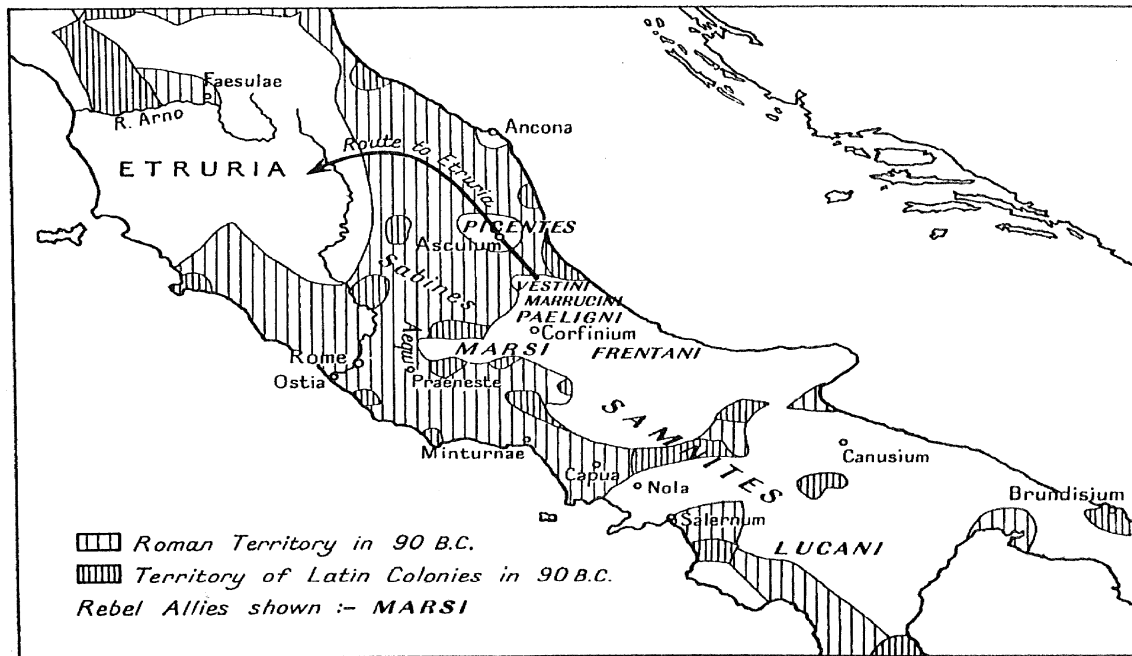 Faesulae
R. Arno
Ancona
Route to Etruria
ETRURIA
PICENTES
Asculum
Sabines
VESTINI
MARRUCINI
PAELIGNI
Corfinium
Aequi
MARSI
FRENTANI
Rome
Ostia
Praeneste
SAMNITES
Minturnae
Canusium
Capua
Nola
Brundisium
Salernum
LUCANI
Roman Territory in 90 B.C.
Territory of Latin Colonies in 90 B.C.
Rebel Allies shown :- MARSI